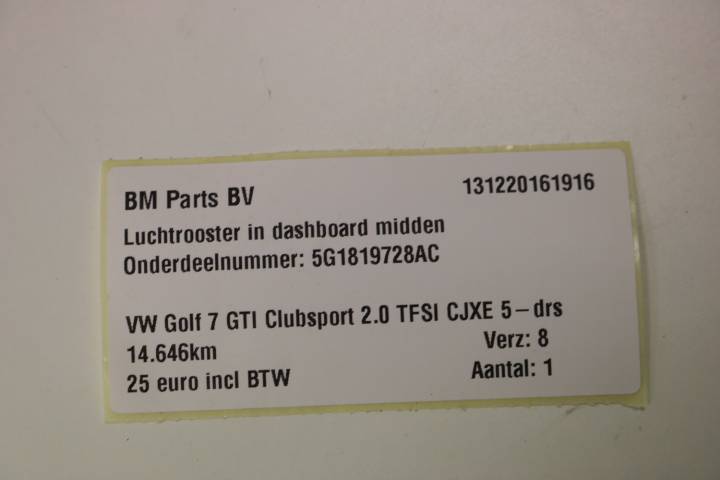 BM Parts BV 131220161916
Luchtrooster in dashboard midden
Onderdeelnummer: 5G1819728AC
VW Golf 7 GTI Clubsport 2.0 TFSI CJXE 5-drs
14.646km Verz: 8
25 euro incl BTW Aantal: 1